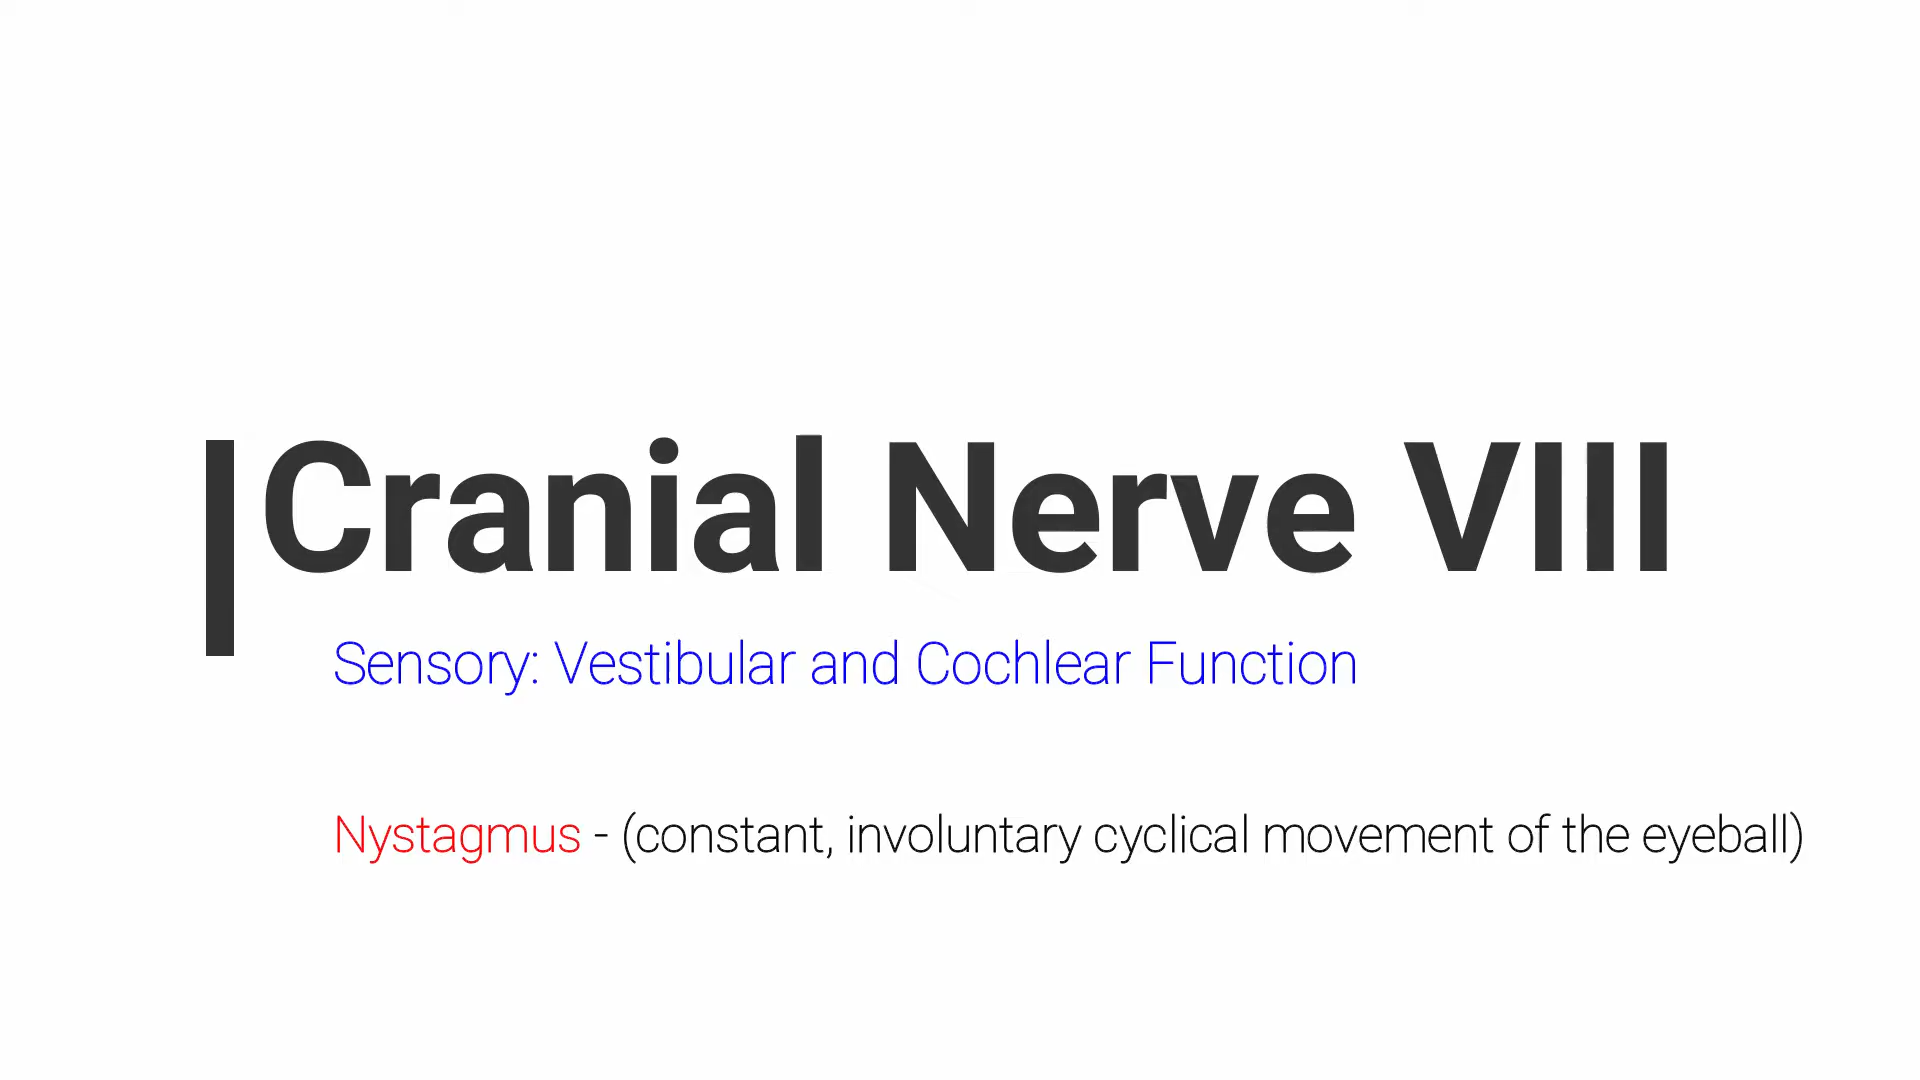 Cranial Nerve VIII
Sensory: Vestibular and Cochlear Function
Nystagmus - (constant, involuntary cyclical movement of the eyeball)